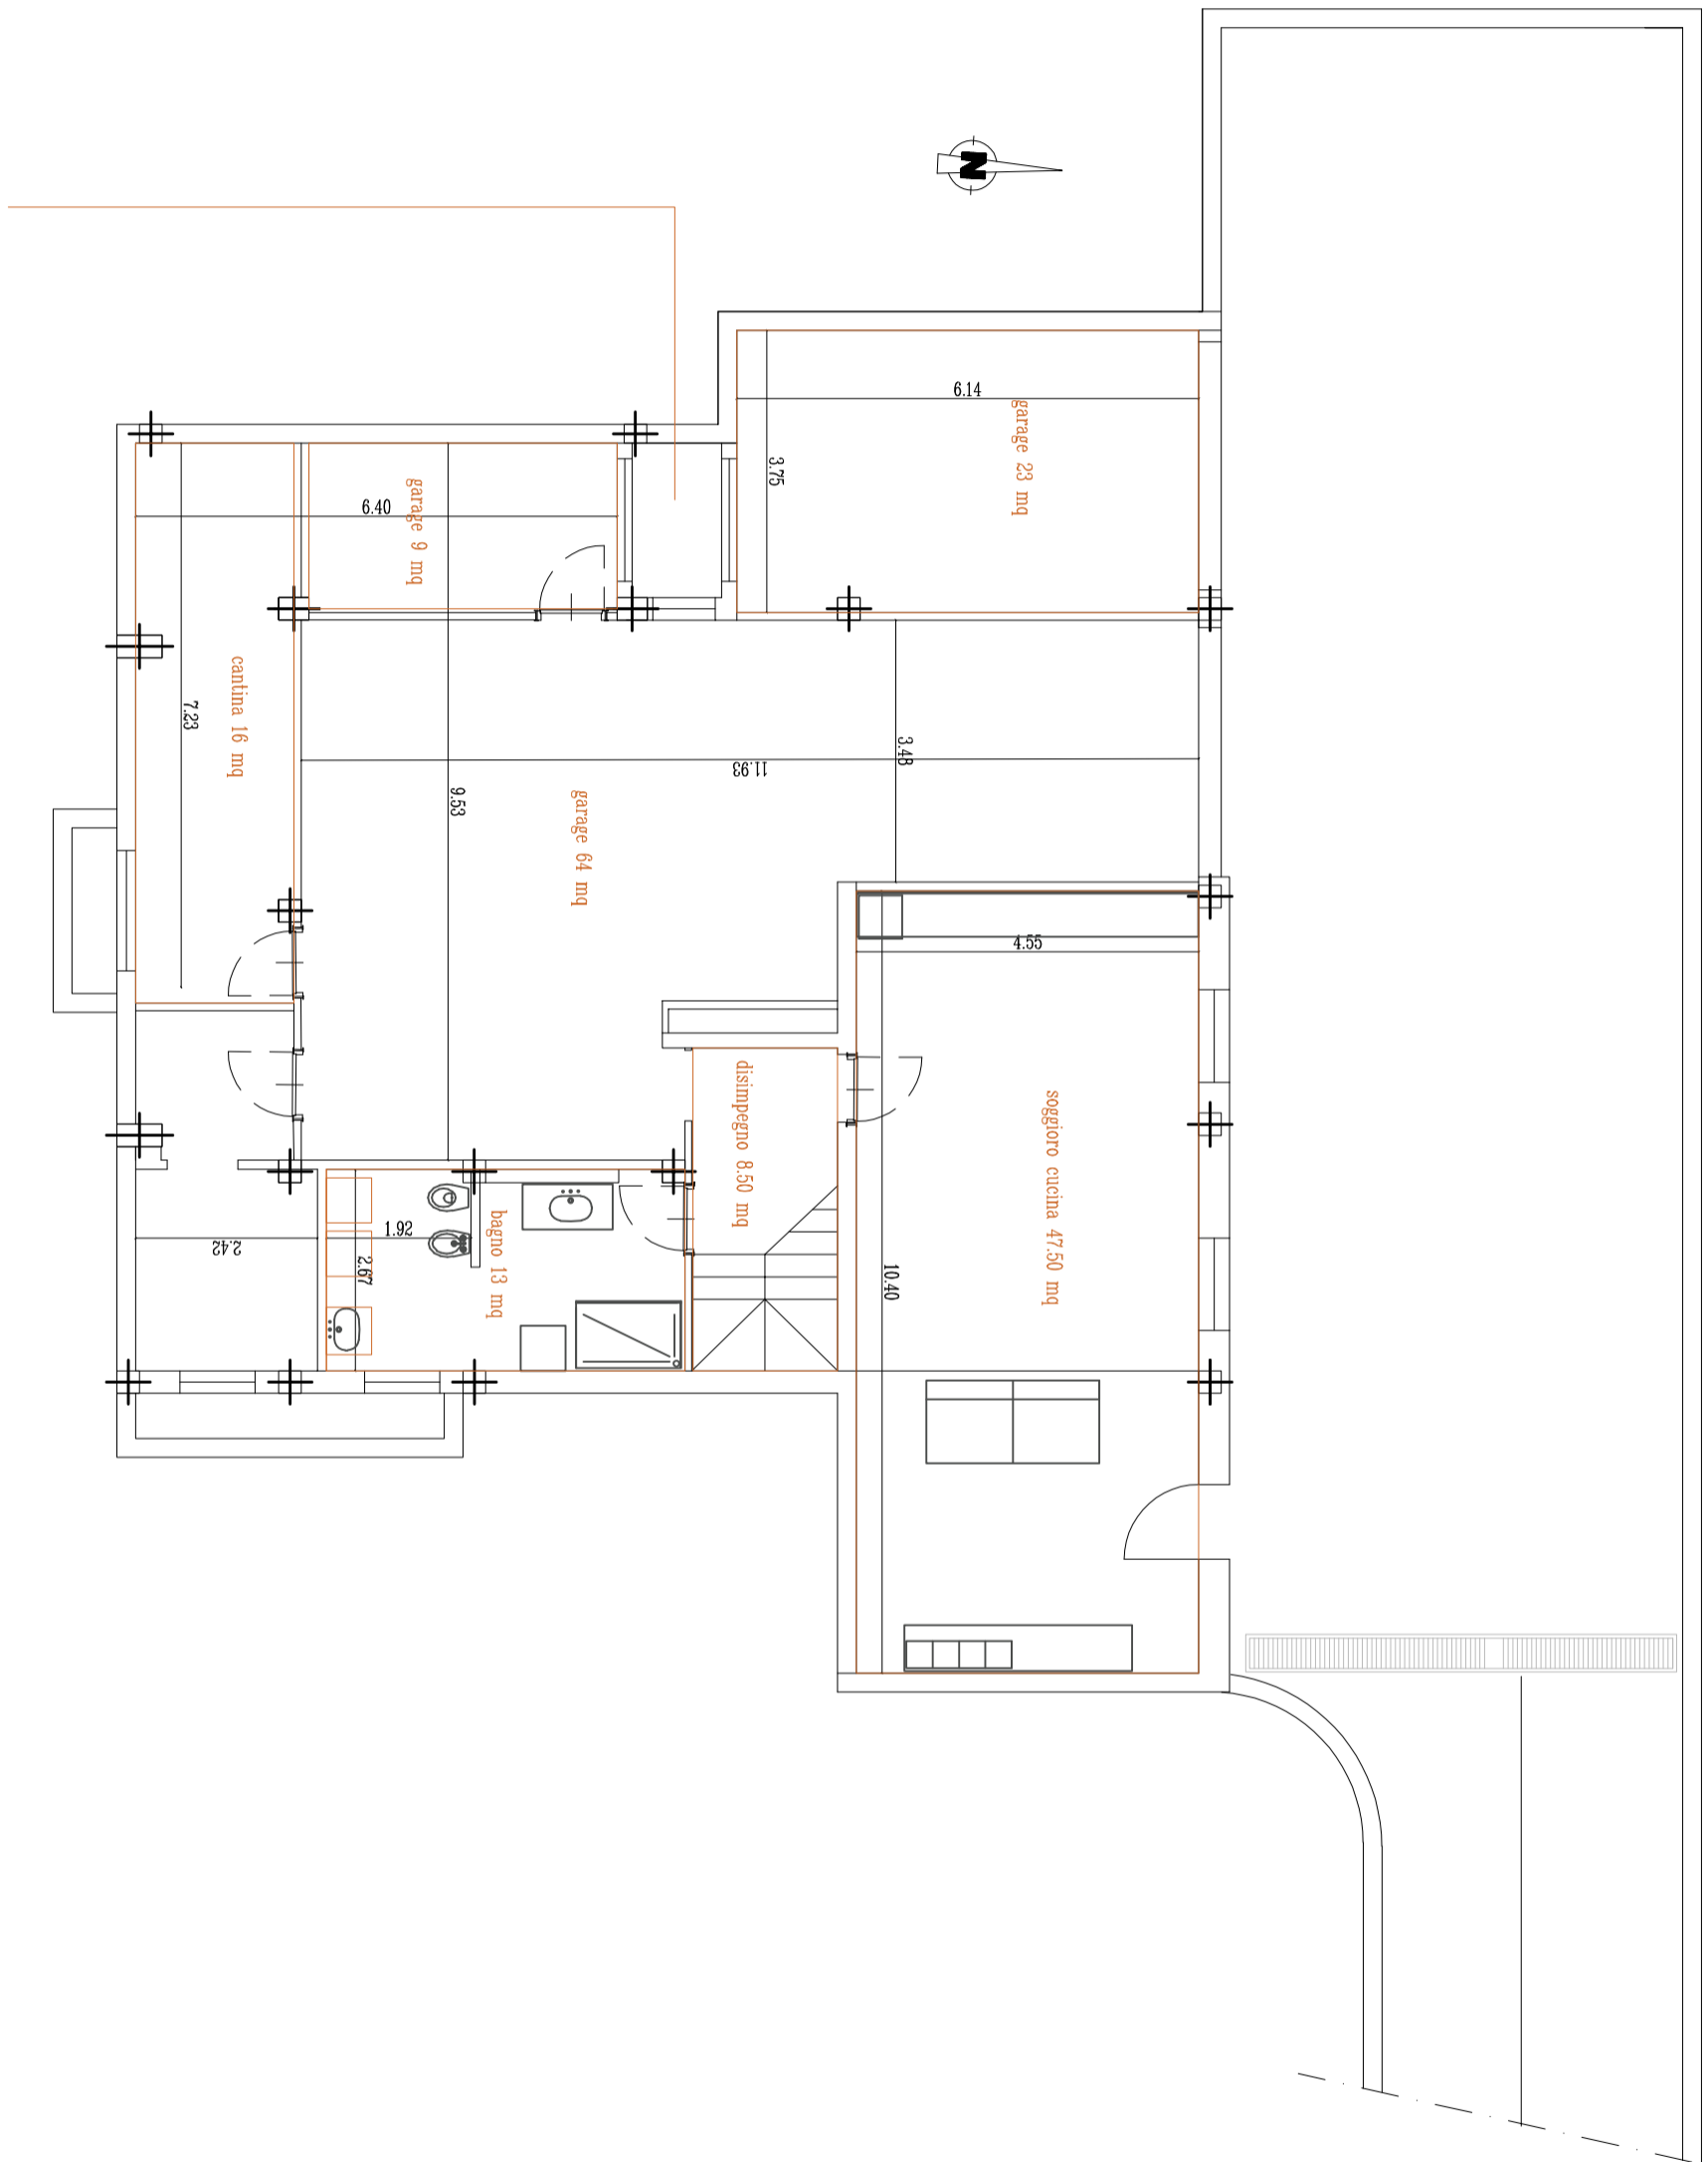 N
6.14
garage 23 mq
3.75
garage 9 mq
6.40
cantina 16 mq
7.23
3.48
11.93
9.53
garage 64 mq
4.55
disimpegno 8.50 mq
soggioro cucina 47.50 mq
10.40
bagno 13 mq
1.92
2.42
2.67